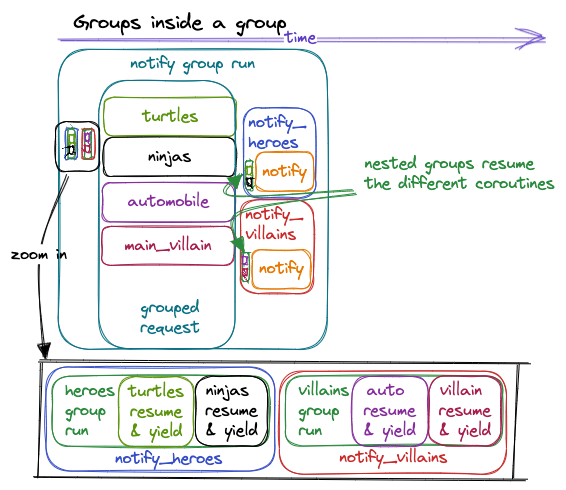 Groups inside a group
time
notify group run
turtles
ninjas
automobile
main_villain
grouped
request
notify_
heroes
notify
notify_
villains
notify
nested groups resume
the different coroutines
zoom in
heroes
group
run
turtles
resume
& yield
ninjas
resume
& yield
notify_heroes
villains
group
run
auto
resume
& yield
villain
resume
& yield
notify_villains